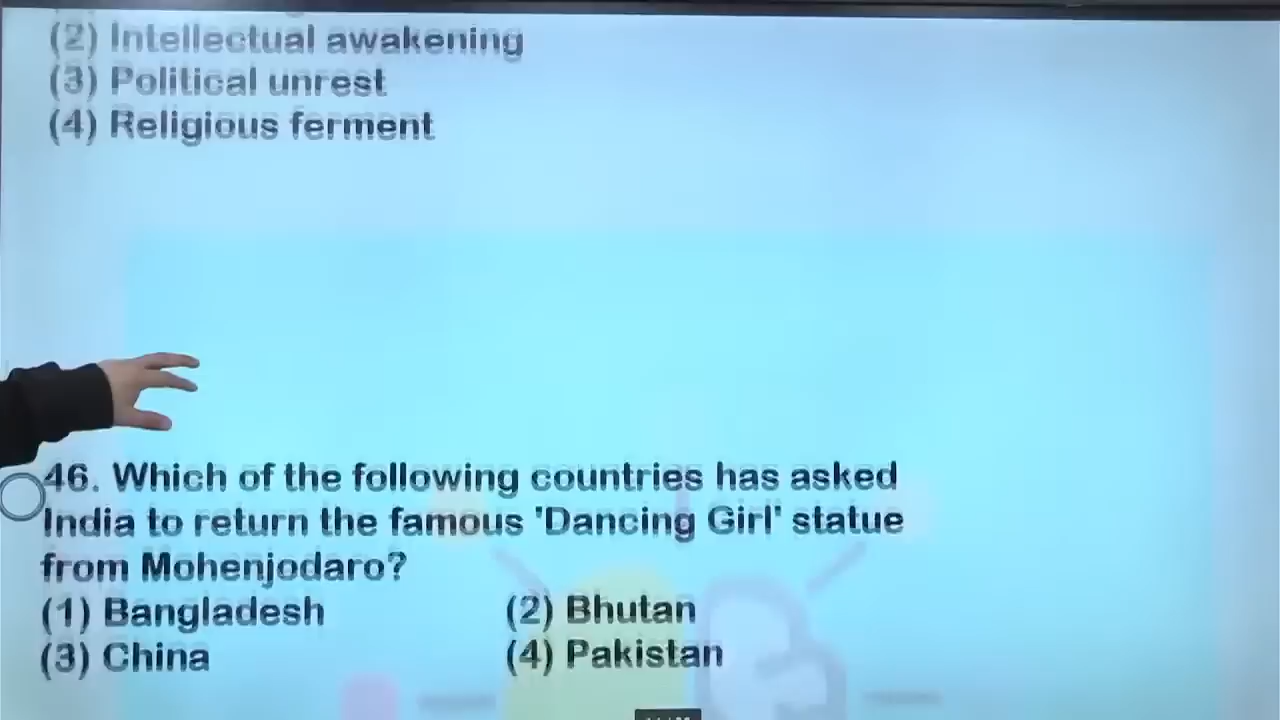 (2) Intellectual awakening
(3) Political unrest
(4) Religious ferment
46. Which of the following countries has asked
India to return the famous 'Dancing Girl' statue
from Mohenjodaro?
(1) Bangladesh (2) Bhutan
(3) China (4) Pakistan